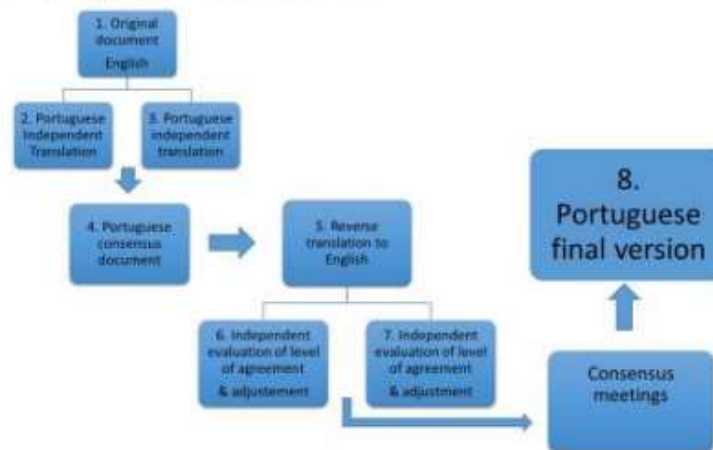 1. Original
document
English
2. Portuguese
Independent
Translation
3. Portuguese
independent
translation
4. Portuguese
consensus
document
5. Reverse
translation to
English
6. Independent
evaluation of level
of agreement
& adjustement
7. Independent
evaluation of level
of agreement
& adjustment
Consensus
meetings
8.
Portuguese
final version